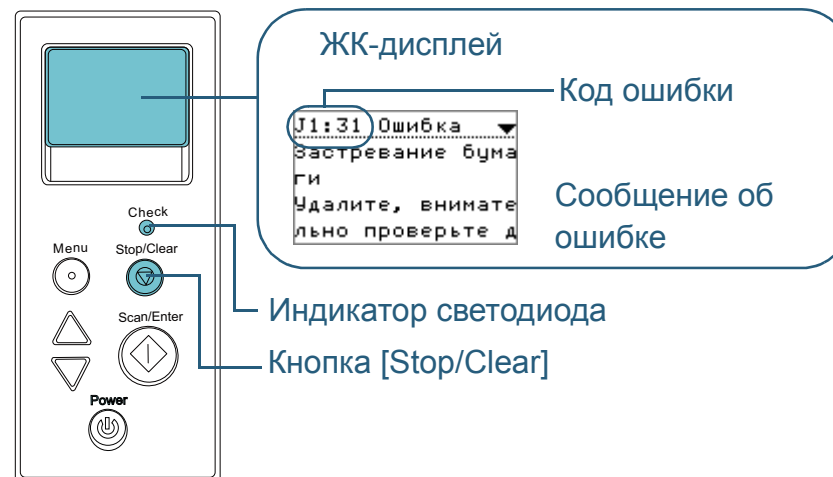 ЖК-дисплей
Код ошибки
J1:31 Ошибка
Застревание бума
ги
Удалите, внимате
льно проверьте д
Сообщение об
ошибке
Check
Menu
Stop/Clear
Индикатор светодиода
Scan/Enter
Кнопка [Stop/Clear]
Power